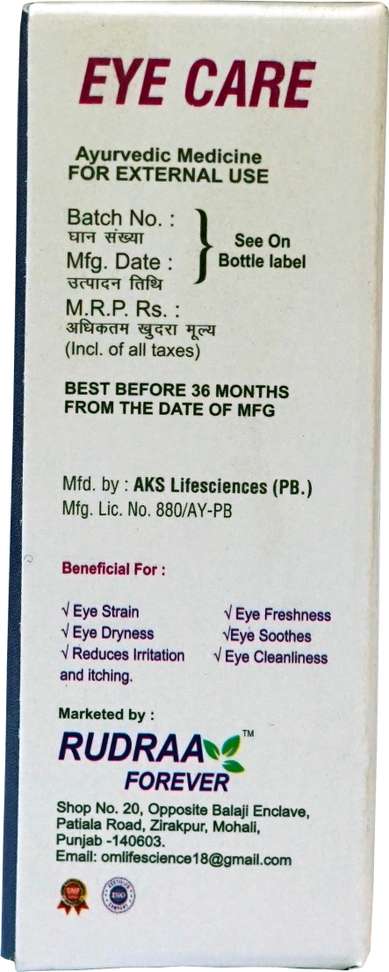 EYE CARE
Ayurvedic Medicine
FOR EXTERNAL USE
Batch No. :
घान संख्या
Mfg. Date :
उत्पादन तिथि
See On
Bottle label
M.R.P. Rs. :
अधिकतम खुदरा मूल्य
(Incl. of all taxes)
BEST BEFORE 36 MONTHS
FROM THE DATE OF MFG
Mfd. by : AKS Lifesciences (PB.)
Mfg. Lic. No. 880/AY-PB
Beneficial For :
√ Eye Strain
√ Eye Freshness
√ Eye Dryness
√Eye Soothes
√ Reduces Irritation
√ Eye Cleanliness
and itching.
Marketed by :
RUDRAA™
FOREVER
Shop No. 20, Opposite Balaji Enclave,
Patiala Road, Zirakpur, Mohali,
Punjab -140603.
Email: omlifescience18@gmail.com
GMP
ISO